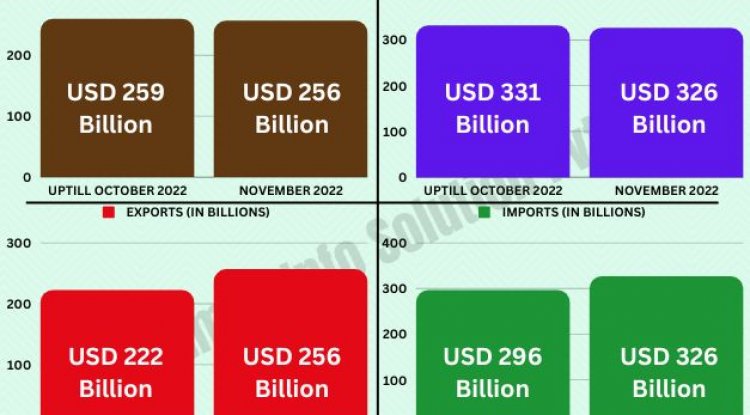 200
100
0
USD 259
Billion
USD 256
Billion
UPTILL OCTOBER 2022
NOVEMBER 2022
300
200
100
0
USD 331
Billion
USD 326
Billion
UPTILL OCTOBER 2022
NOVEMBER 2022
EXPORTS (IN BILLIONS)
300
200
100
USD 222
Billion
USD 256
Billion
IMPORTS (IN BILLIONS)
400
300
200
100
USD 296
Billion
USD 326
Billion
Info Solution